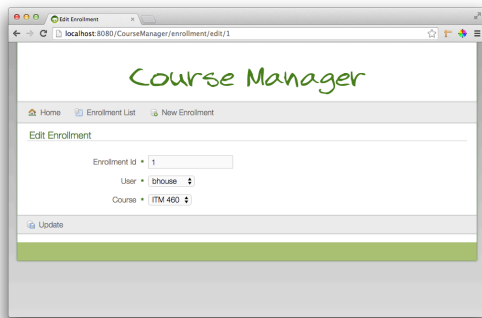 Edit Enrollment
localhost:8080/CourseManager/enrollment/edit/1
Course Manager
Home Enrollment List New Enrollment
Edit Enrollment
Enrollment Id * 1
User * bhouse
Course * ITM 460
Update